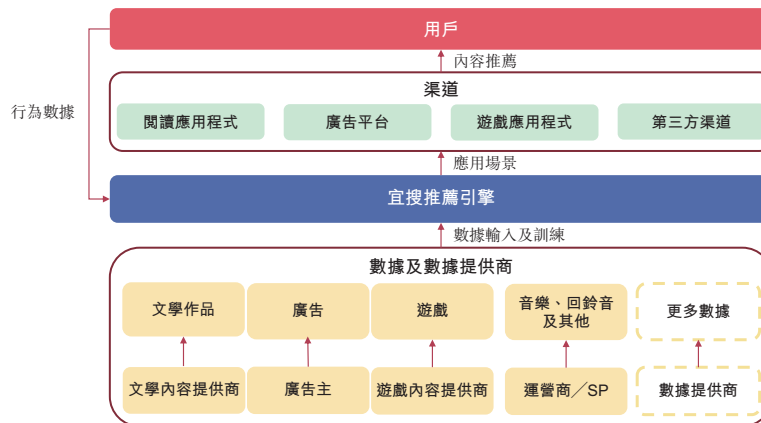 用戶
內容推薦
渠道
閱讀應用程式
廣告平台
遊戲應用程式
第三方渠道
行為數據
應用場景
宜搜推薦引擎
數據輸入及訓練
數據及數據提供商
文學作品
廣告
遊戲
音樂、回鈴音
及其他
更多數據
文學內容提供商
廣告主
遊戲內容提供商
運營商／SP
數據提供商